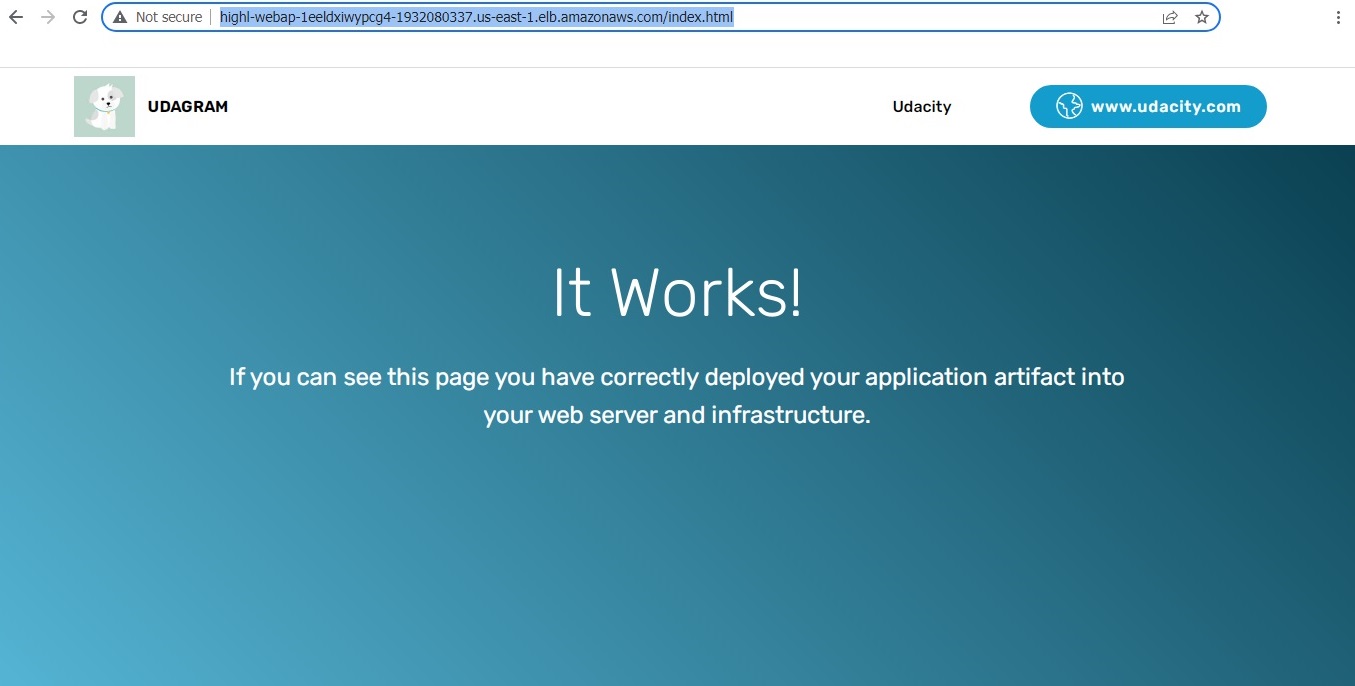 Not secure
highl-webap-1eeldxiwypcg4-1932080337.us-east-1.elb.amazonaws.com/index.html
UDAGRAM
Udacity
www.udacity.com
It Works!
If you can see this page you have correctly deployed your application artifact into
your web server and infrastructure.